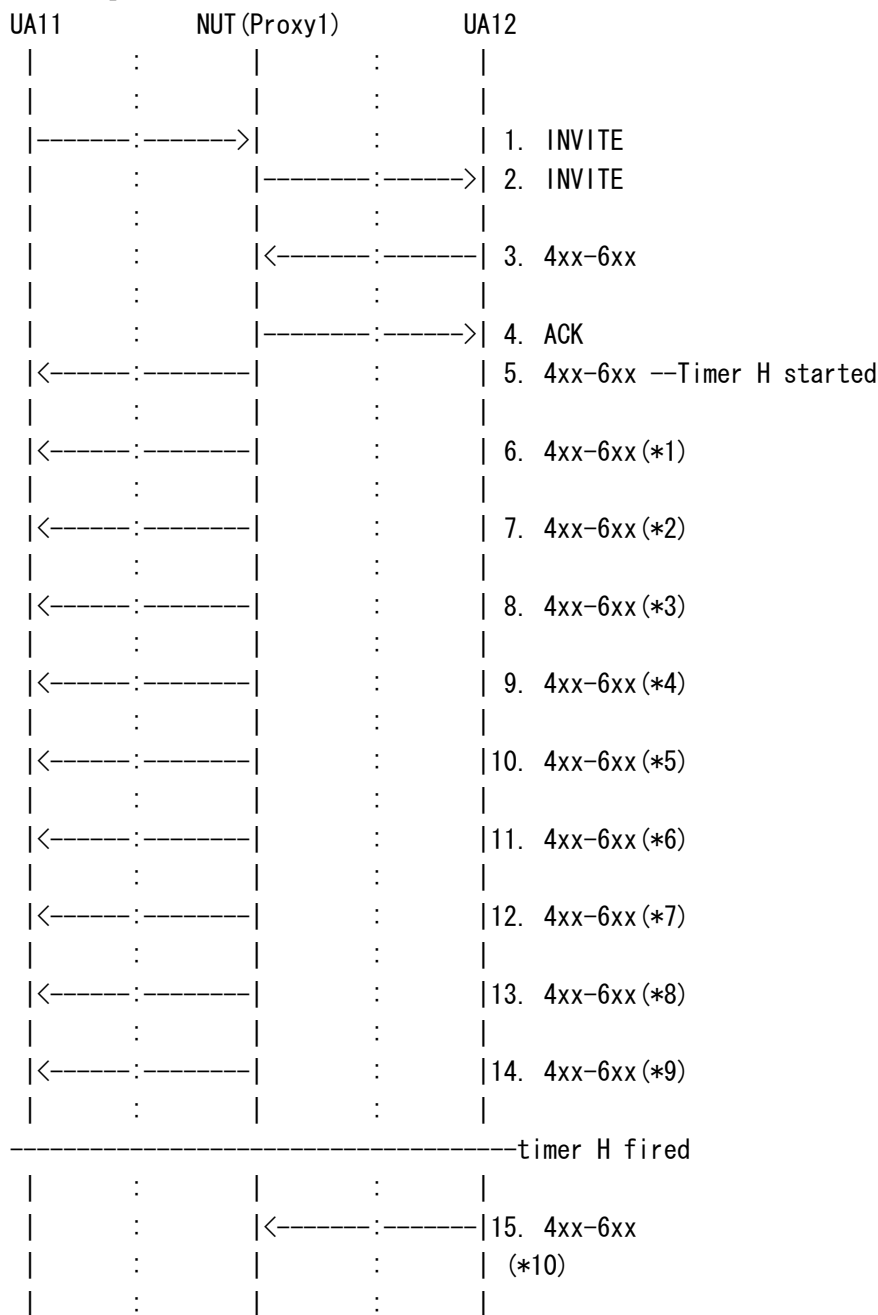 UA11 NUT(Proxy1) UA12
| : | : |
| : | : |
|-------:------->| : | 1. INVITE
| : |--------:------>| 2. INVITE
| : | : |
| : |<-------:-------| 3. 4xx-6xx
| : | : |
| : |--------:------>| 4. ACK
|<------:--------| : | 5. 4xx-6xx --Timer H started
| : | : |
|<------:--------| : | 6. 4xx-6xx(*1)
| : | : |
|<------:--------| : | 7. 4xx-6xx(*2)
| : | : |
|<------:--------| : | 8. 4xx-6xx(*3)
| : | : |
|<------:--------| : | 9. 4xx-6xx(*4)
| : | : |
|<------:--------| : |10. 4xx-6xx(*5)
| : | : |
|<------:--------| : |11. 4xx-6xx(*6)
| : | : |
|<------:--------| : |12. 4xx-6xx(*7)
| : | : |
|<------:--------| : |13. 4xx-6xx(*8)
| : | : |
|<------:--------| : |14. 4xx-6xx(*9)
| : | : |
--------------------------------------timer H fired
| : | : |
| : |<-------:-------|15. 4xx-6xx
| : | : | (*10)
| : | : |